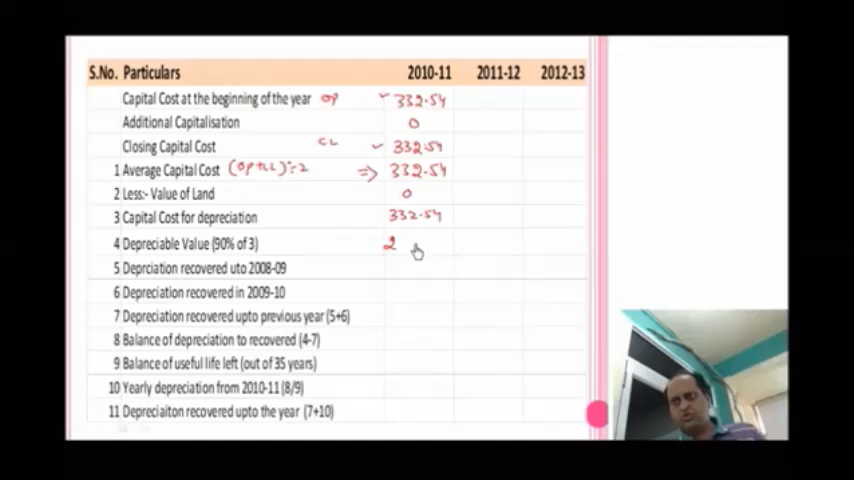 S.No. Particulars 2010-11 2011-12 2012-13
Capital Cost at the beginning of the year OP 332.54
Additional Capitalisation 0
Closing Capital Cost CL 332.54
1 Average Capital Cost (OP+CL)÷2 => 332.54
2 Less:- Value of Land 0
3 Capital Cost for depreciation 332.54
4 Depreciable Value (90% of 3) 2
5 Deprciation recovered uto 2008-09
6 Depreciation recovered in 2009-10
7 Depreciation recovered upto previous year (5+6)
8 Balance of depreciation to recovered (4-7)
9 Balance of useful life left (out of 35 years)
10 Yearly depreciation from 2010-11 (8/9)
11 Depreciaiton recovered upto the year (7+10)